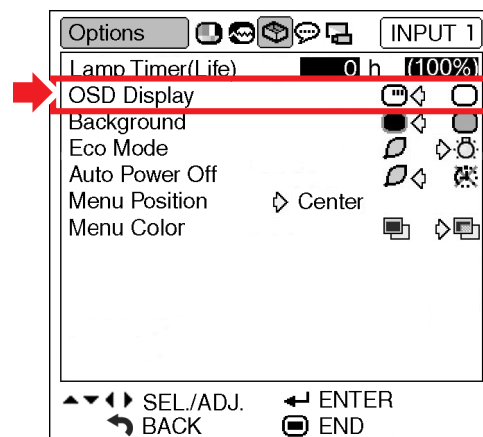 Options INPUT 1
Lamp Timer(Life) 0 h (100%)
OSD Display
Background
Eco Mode
Auto Power Off
Menu Position Center
Menu Color
SEL./ADJ. ENTER
BACK END